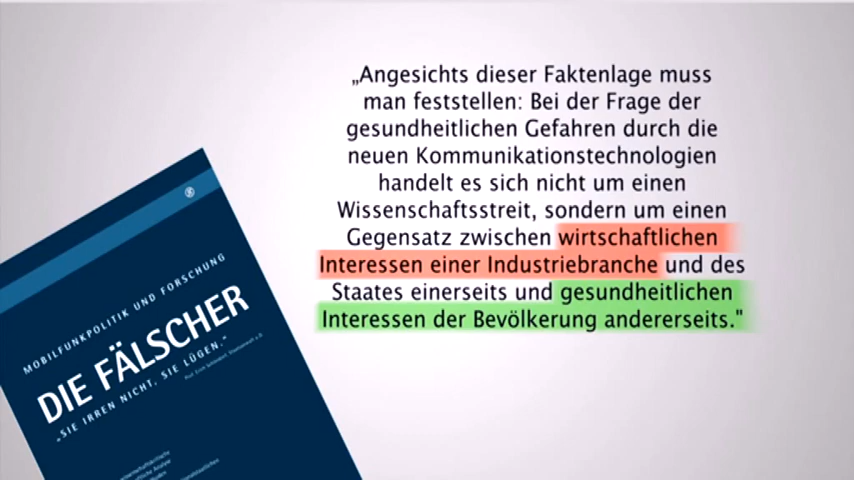 „Angesichts dieser Faktenlage muss
man feststellen: Bei der Frage der
gesundheitlichen Gefahren durch die
neuen Kommunikationstechnologien
handelt es sich nicht um einen
Wissenschaftsstreit, sondern um einen
Gegensatz zwischen wirtschaftlichen
Interessen einer Industriebranche und des
Staates einerseits und gesundheitlichen
Interessen der Bevölkerung andererseits."
MOBILFUNKPOLITIK UND FORSCHUNG
DIE FÄLSCHER
„SIE IRREN NICHT, SIE LÜGEN.“